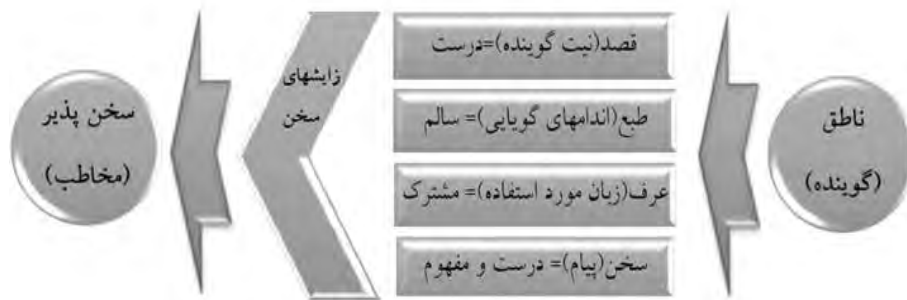 ناطق
(گوینده)
قصد(نیت گوینده)=درست
طبع(اندامهای گویایی)= سالم
عرف(زبان مورد استفاده)= مشترک
سخن(پیام)= درست و مفهوم
زایشهای
سخن
سخن پذیر
(مخاطب)